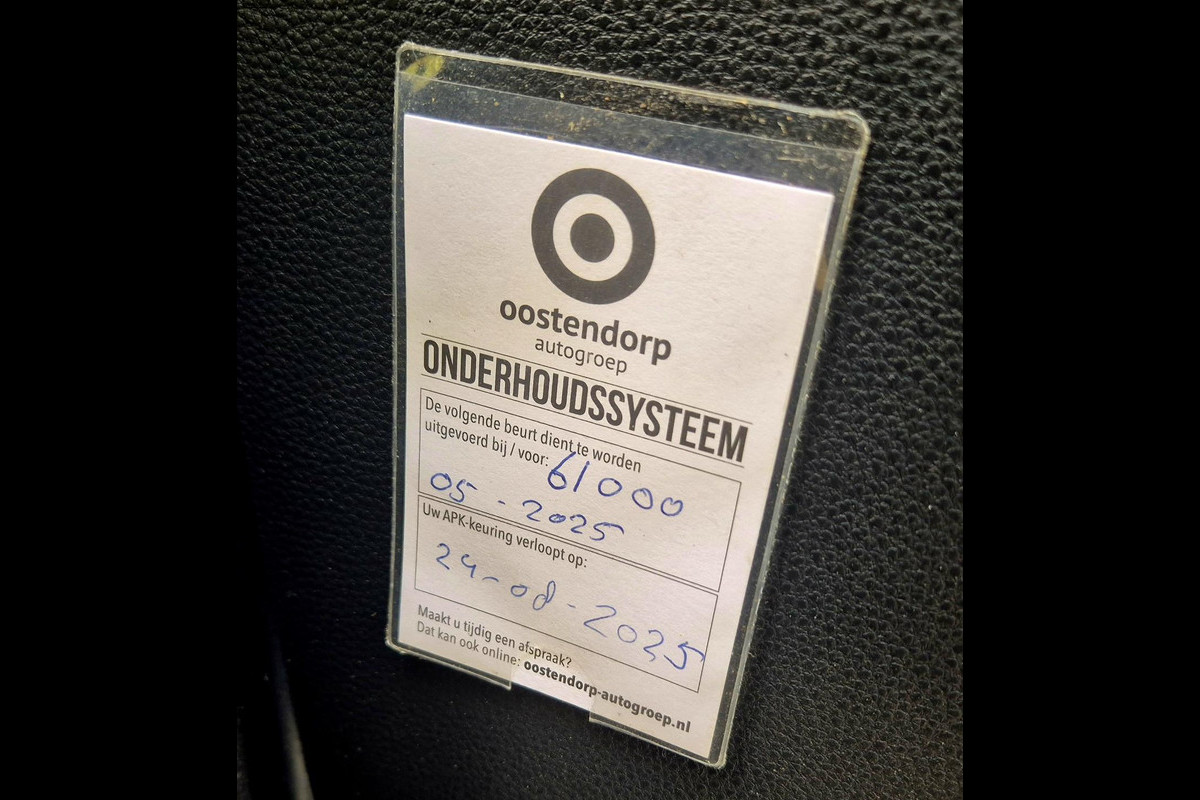 oostendorp
autogroep
ONDERHOUDSSYSTEEM
De volgende beurt dient te worden
uitgevoerd bij / voor: 61000
05 - 2025
Uw APK-keuring verloopt op:
24-08-2025
Maakt u tijdig een afspraak?
Dat kan ook online: oostendorp-autogroep.nl